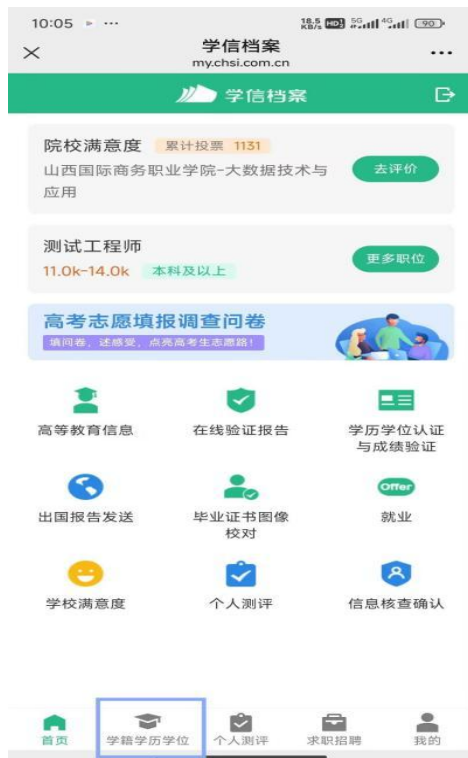 10:05 ··· 18.5 KB/s HD 5G 4G 90
学信档案
my.chsi.com.cn
学信档案
院校满意度 累计投票 1131
山西国际商务职业学院-大数据技术与
应用
去评价
测试工程师
11.0k-14.0k 本科及以上
更多职位
高考志愿填报调查问卷
填问卷，述感受，点亮高考生志愿路！
高等教育信息 在线验证报告 学历学位认证
与成绩验证
Offer
出国报告发送 毕业证书图像
校对
就业
学校满意度 个人测评 信息核查确认
首页 学籍学历学位 个人测评 求职招聘 我的